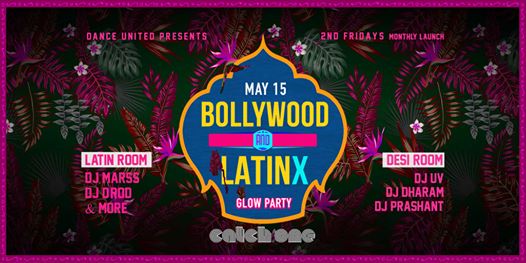 DANCE UNITED PRESENTS
2ND FRIDAYS MONTHLY LAUNCH
MAY 15
BOLLYWOOD
AND
LATINX
GLOW PARTY
LATIN ROOM
DJ MARSS
DJ DROD
& MORE
DESI ROOM
DJ UV
DJ DHARAM
DJ PRASHANT
catch one